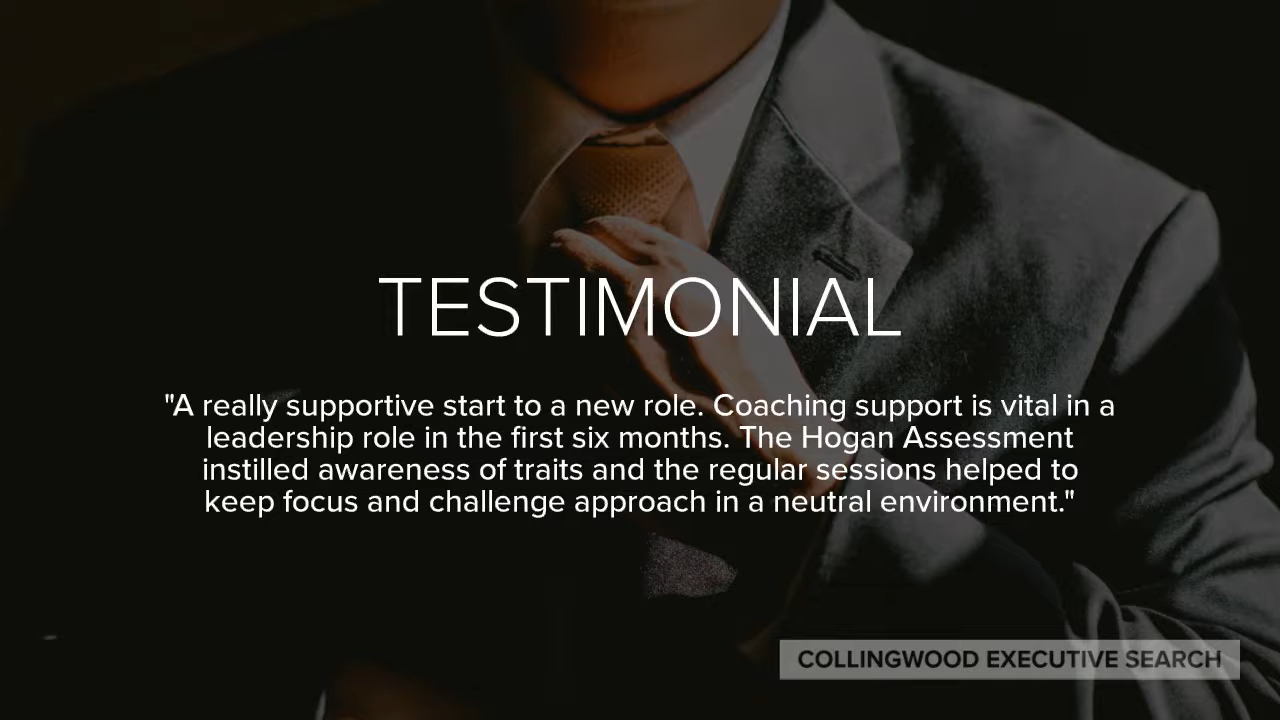 TESTIMONIAL
"A really supportive start to a new role. Coaching support is vital in a
leadership role in the first six months. The Hogan Assessment
instilled awareness of traits and the regular sessions helped to
keep focus and challenge approach in a neutral environment."
COLLINGWOOD EXECUTIVE SEARCH